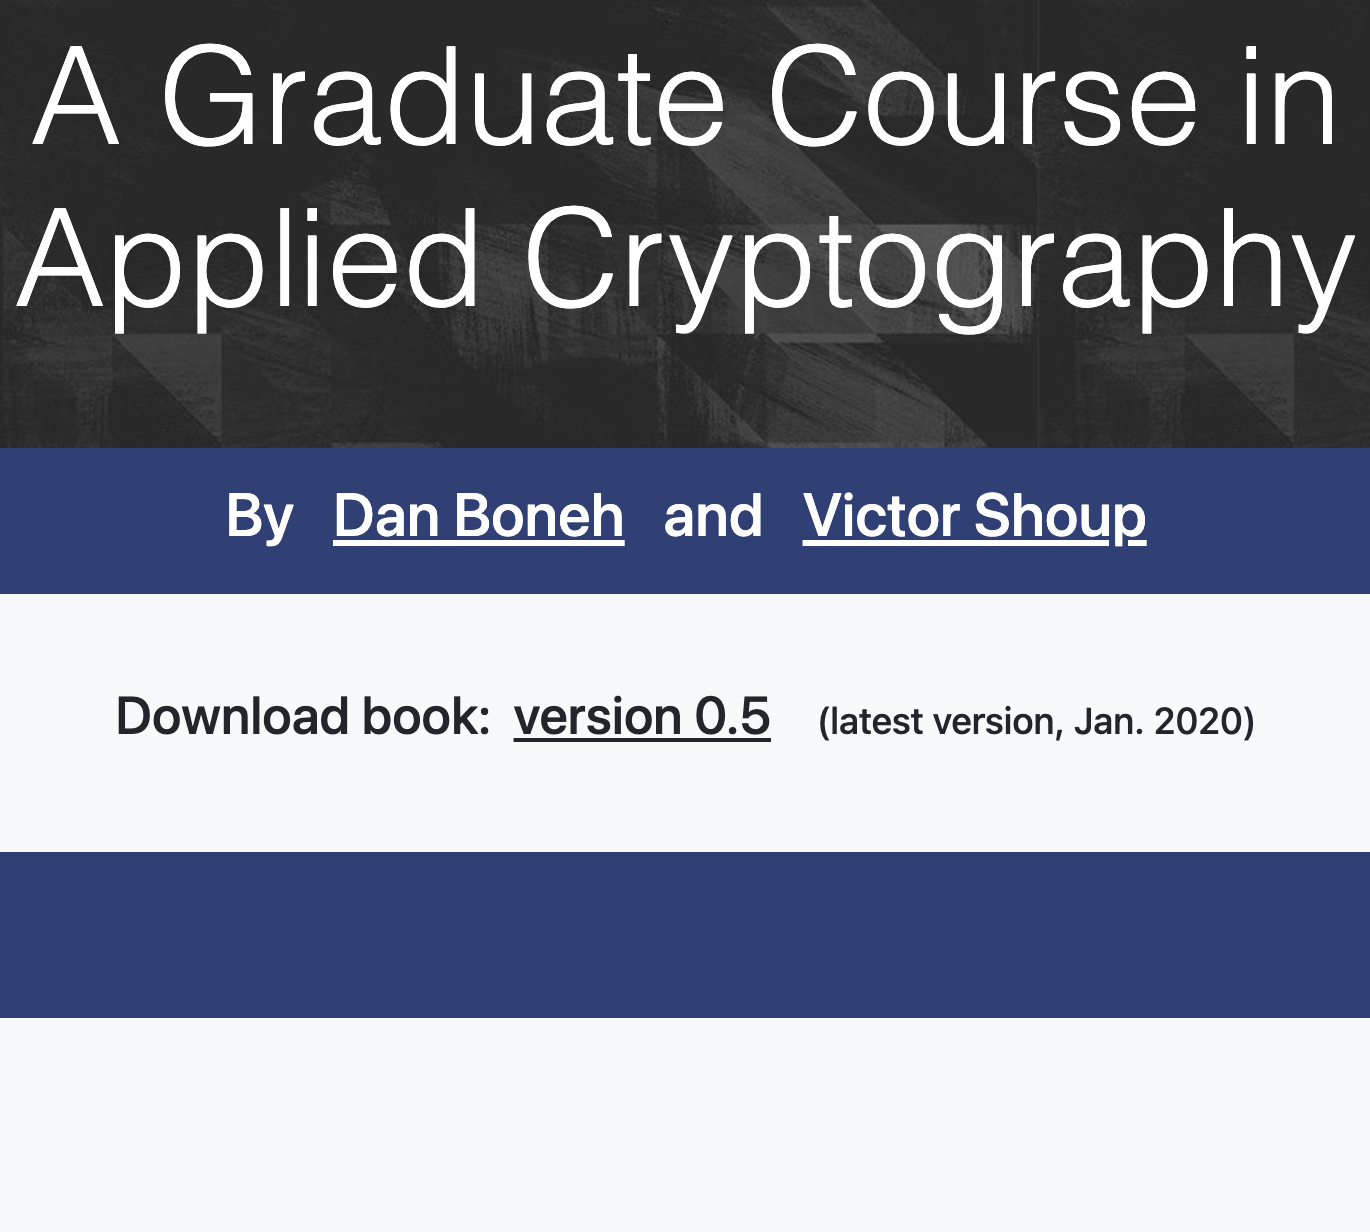 A Graduate Course in
Applied Cryptography
By Dan Boneh and Victor Shoup
Download book: version 0.5 (latest version, Jan. 2020)